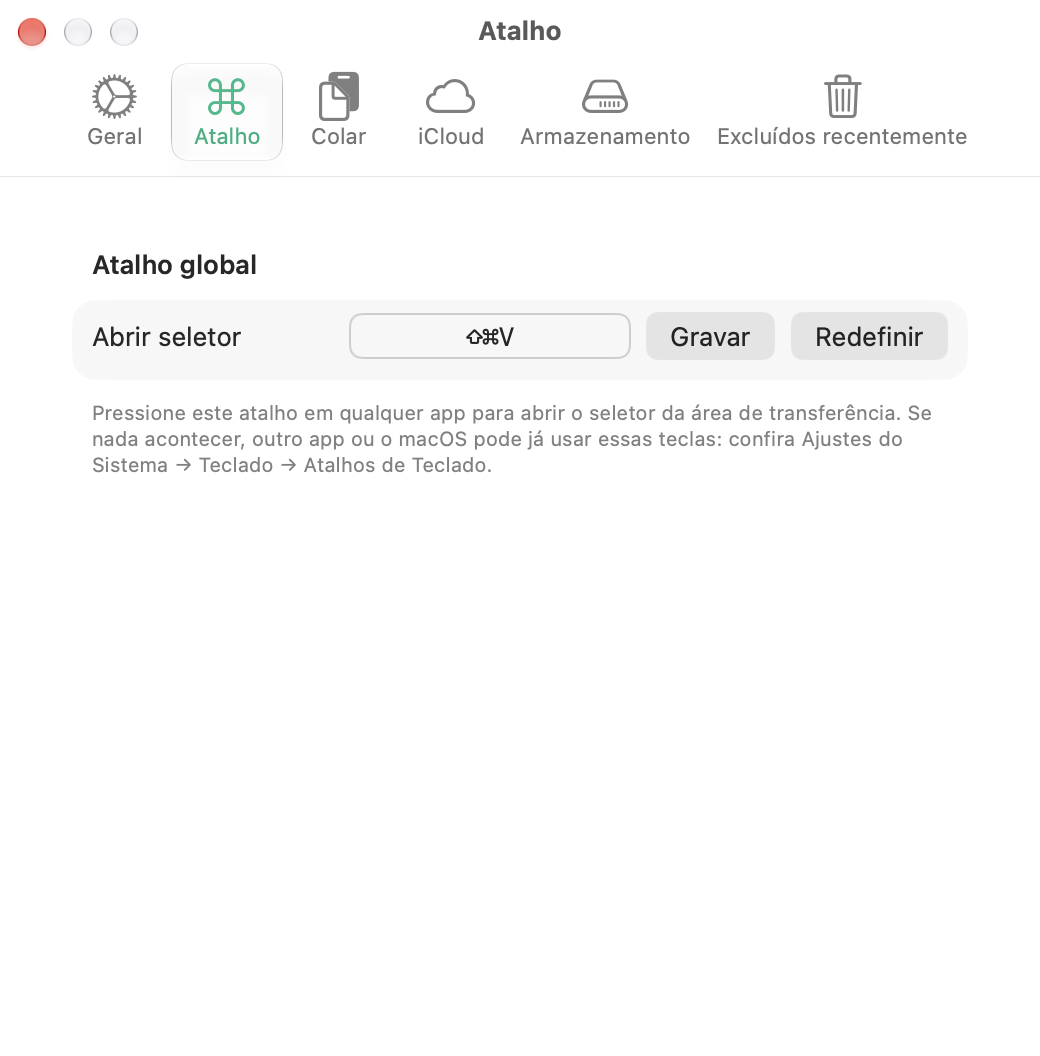 Atalho
Geral
Atalho
Colar
iCloud
Armazenamento
Excluídos recentemente
Atalho global
Abrir seletor
⇧⌘V
Gravar
Redefinir
Pressione este atalho em qualquer app para abrir o seletor da área de transferência. Se
nada acontecer, outro app ou o macOS pode já usar essas teclas: confira Ajustes do
Sistema → Teclado → Atalhos de Teclado.